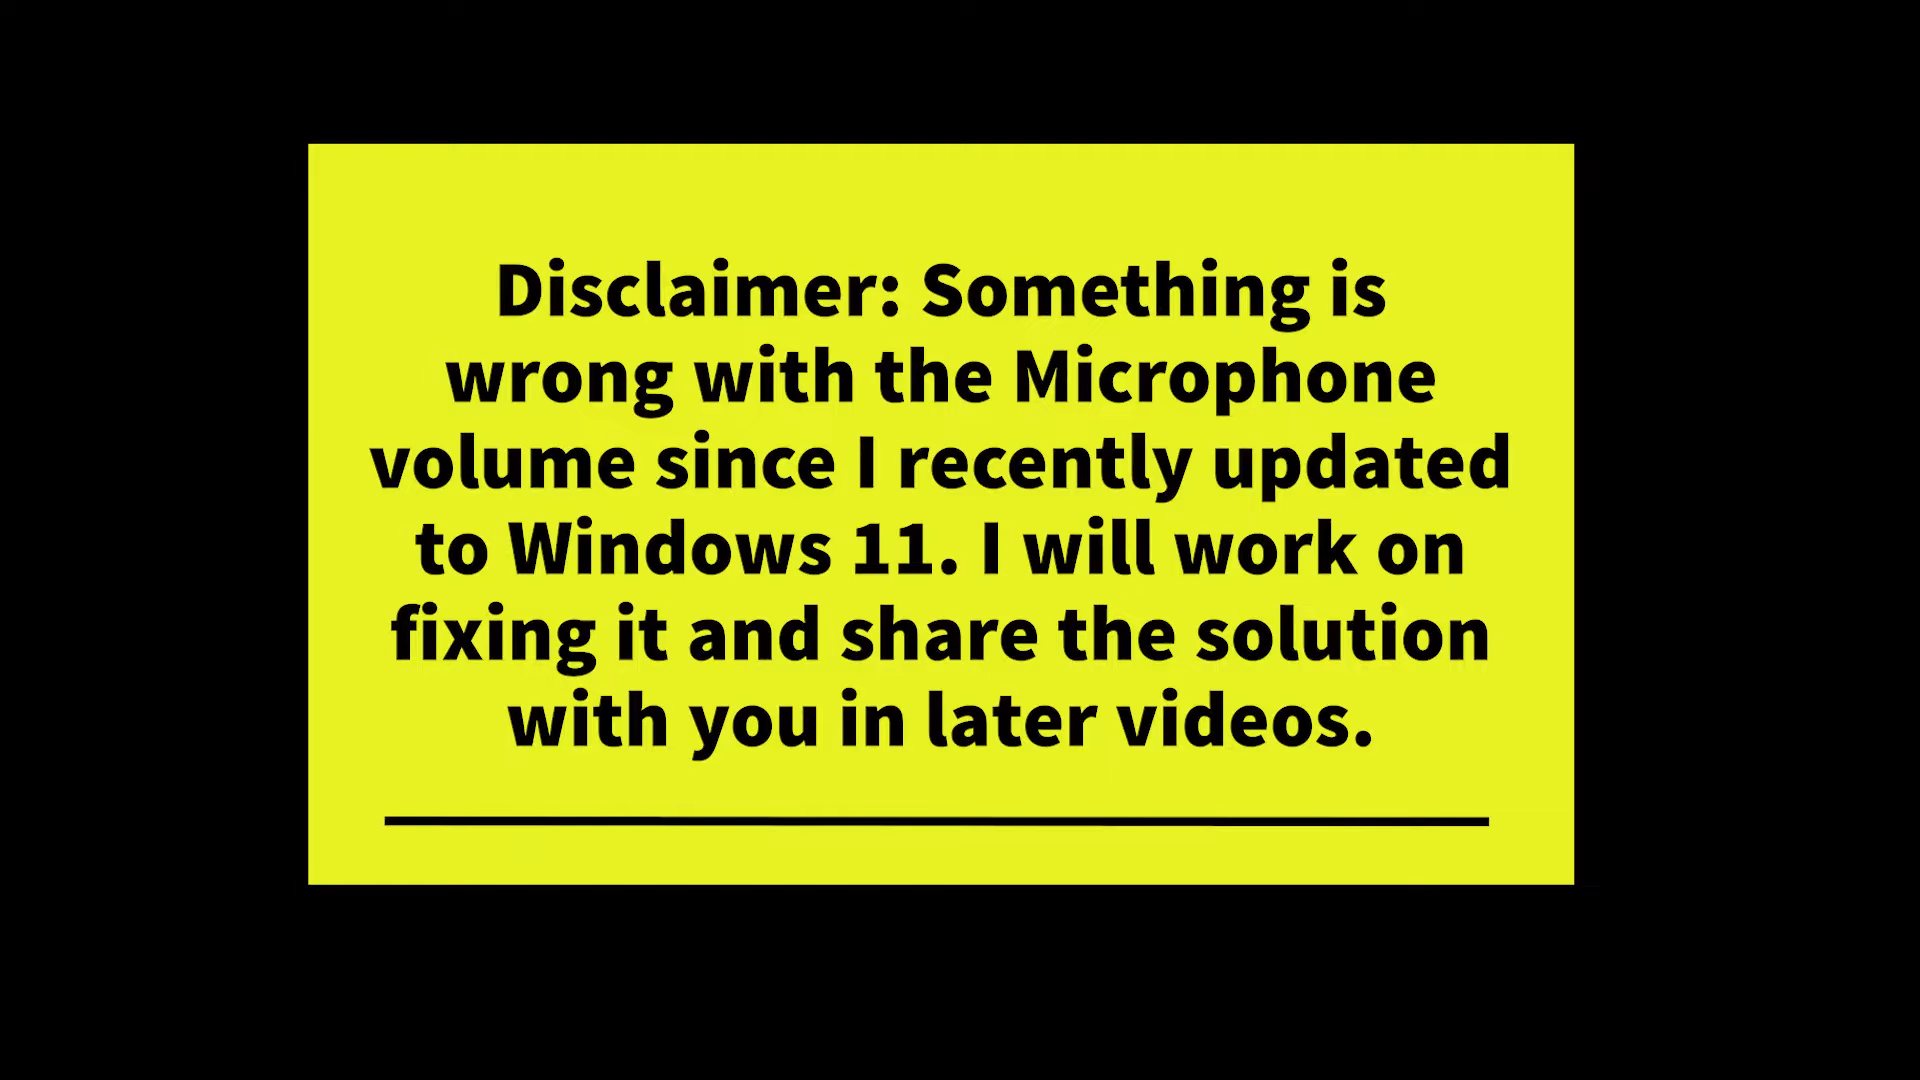 Disclaimer: Something is
wrong with the Microphone
volume since I recently updated
to Windows 11. I will work on
fixing it and share the solution
with you in later videos.